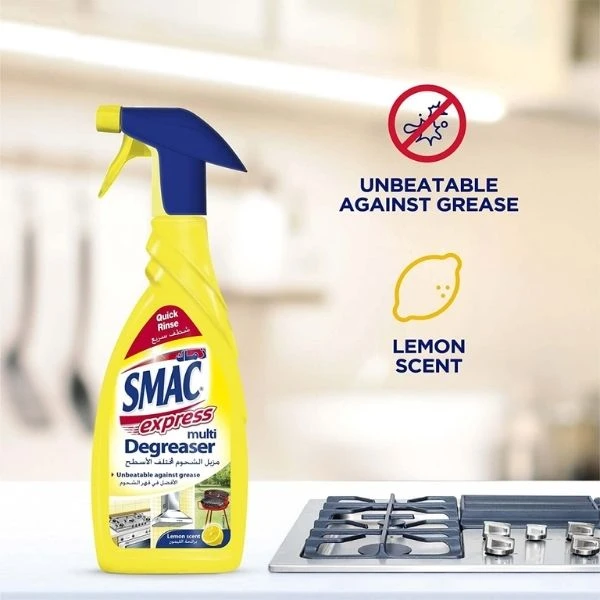 Quick
Rinse
شطف سريع
سماك
SMAC®
express
multi
Degreaser
مزيل الشحوم لمختلف الأسطح
Unbeatable against grease
الأفضل في قهر الشحوم
Lemon scent
برائحة الليمون
UNBEATABLE
AGAINST GREASE
LEMON
SCENT